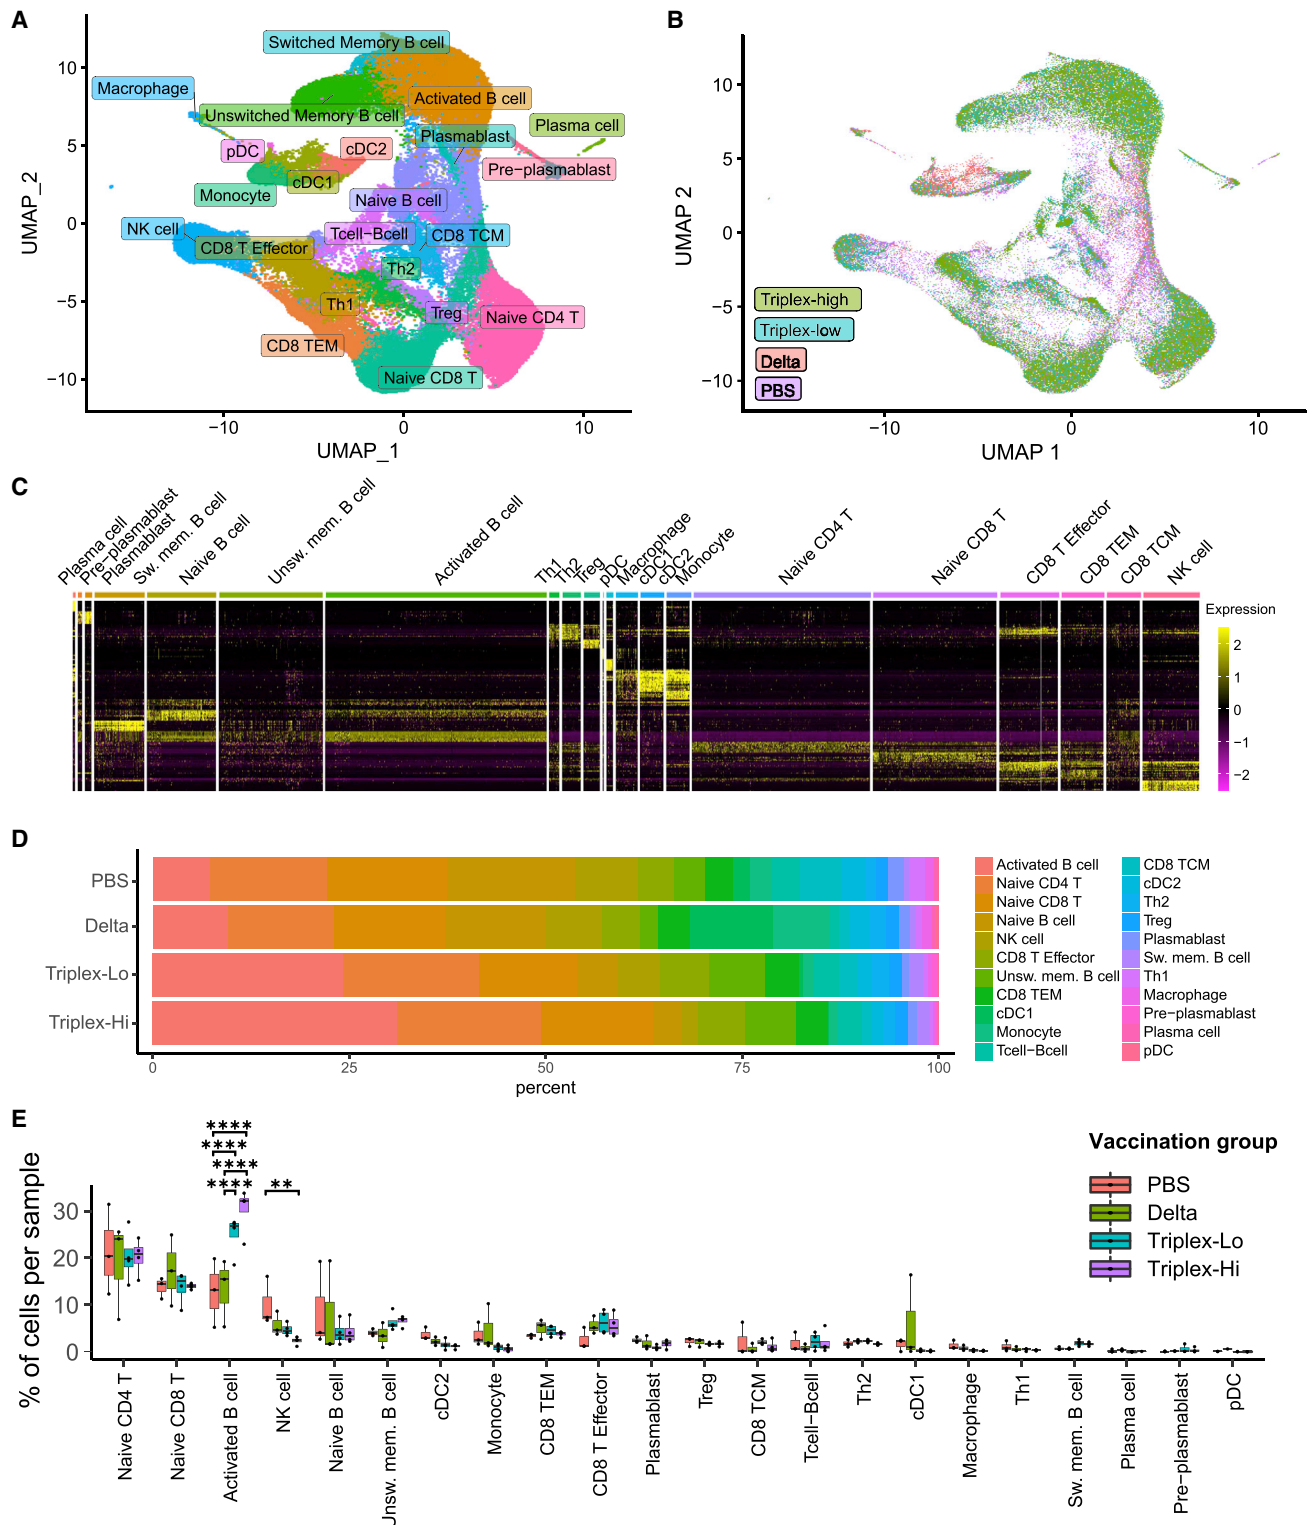 A
Switched Memory B cell
Macrophage
Activated B cell
Unswitched Memory B cell
Plasma cell
Plasmablast
pDC
cDC2
Pre−plasmablast
cDC1
Monocyte
Naive B cell
NK cell
Tcell−Bcell
CD8 TCM
CD8 T Effector
Th2
Th1
Treg
Naive CD4 T
CD8 TEM
Naive CD8 T
10
5
0
−5
−10
UMAP_2
−10
0
10
UMAP_1
B
10
5
0
−5
−10
UMAP 2
Triplex-high
Triplex-low
Delta
PBS
−10
0
10
UMAP 1
C
Plasma cell
Pre−plasmablast
Plasmablast
Sw. mem. B cell
Naive B cell
Unsw. mem. B cell
Activated B cell
Th1
Th2
Treg
pDC
Macrophage
cDC1
cDC2
Monocyte
Naive CD4 T
Naive CD8 T
CD8 T Effector
CD8 TEM
CD8 TCM
NK cell
Expression
2
1
0
−1
−2
D
PBS
Delta
Triplex-Lo
Triplex-Hi
0
25
50
75
100
percent
Activated B cell
Naive CD4 T
Naive CD8 T
Naive B cell
NK cell
CD8 T Effector
Unsw. mem. B cell
CD8 TEM
cDC1
Monocyte
Tcell−Bcell
CD8 TCM
cDC2
Th2
Treg
Plasmablast
Sw. mem. B cell
Th1
Macrophage
Pre−plasmablast
Plasma cell
pDC
E
% of cells per sample
30
20
10
0
****
****
****
****
**
Naive CD4 T
Naive CD8 T
Activated B cell
NK cell
Naive B cell
Unsw. mem. B cell
cDC2
Monocyte
CD8 TEM
CD8 T Effector
Plasmablast
Treg
CD8 TCM
Tcell−Bcell
Th2
cDC1
Macrophage
Th1
Sw. mem. B cell
Plasma cell
Pre−plasmablast
pDC
Vaccination group
PBS
Delta
Triplex-Lo
Triplex-Hi